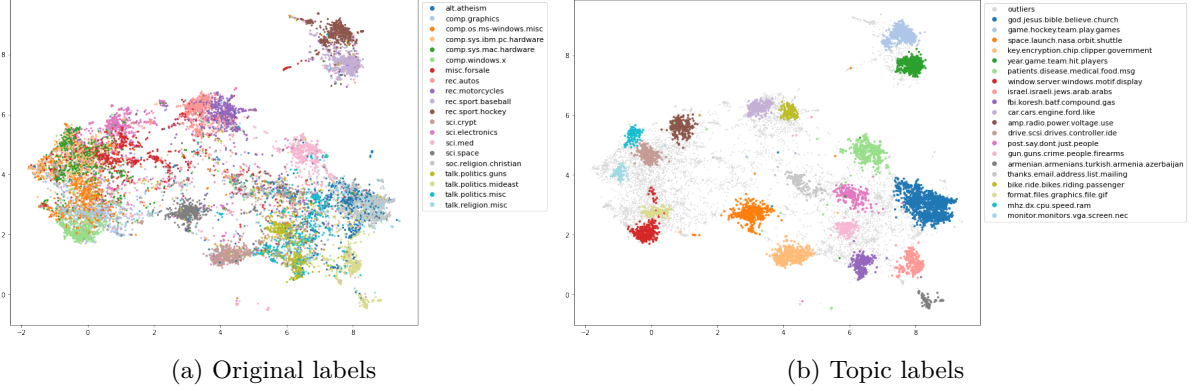 alt.atheism
comp.graphics
comp.os.ms-windows.misc
comp.sys.ibm.pc.hardware
comp.sys.mac.hardware
comp.windows.x
misc.forsale
rec.autos
rec.motorcycles
rec.sport.baseball
rec.sport.hockey
sci.crypt
sci.electronics
sci.med
sci.space
soc.religion.christian
talk.politics.guns
talk.politics.mideast
talk.politics.misc
talk.religion.misc
8
6
4
2
0
−2 0 2 4 6 8
(a) Original labels
outliers
god.jesus.bible.believe.church
game.hockey.team.play.games
space.launch.nasa.orbit.shuttle
key.encryption.chip.clipper.government
year.game.team.hit.players
patients.disease.medical.food.msg
window.server.windows.motif.display
israel.israeli.jews.arab.arabs
fbi.koresh.batf.compound.gas
car.cars.engine.ford.like
amp.radio.power.voltage.use
drive.scsi.drives.controller.ide
post.say.dont.just.people
gun.guns.crime.people.firearms
armenian.armenians.turkish.armenia.azerbaijan
thanks.email.address.list.mailing
bike.ride.bikes.riding.passenger
format.files.graphics.file.gif
mhz.dx.cpu.speed.ram
monitor.monitors.vga.screen.nec
8
6
4
2
0
−2 0 2 4 6 8
(b) Topic labels